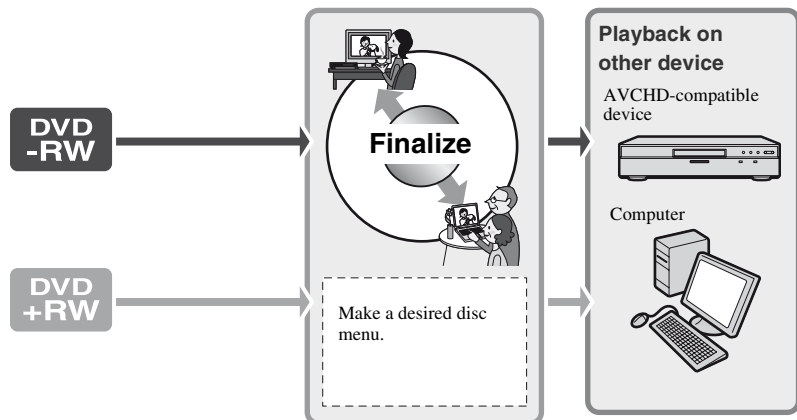 DVD
-RW
Finalize
Playback on
other device
AVCHD-compatible
device
Computer
DVD
+RW
Make a desired disc
menu.